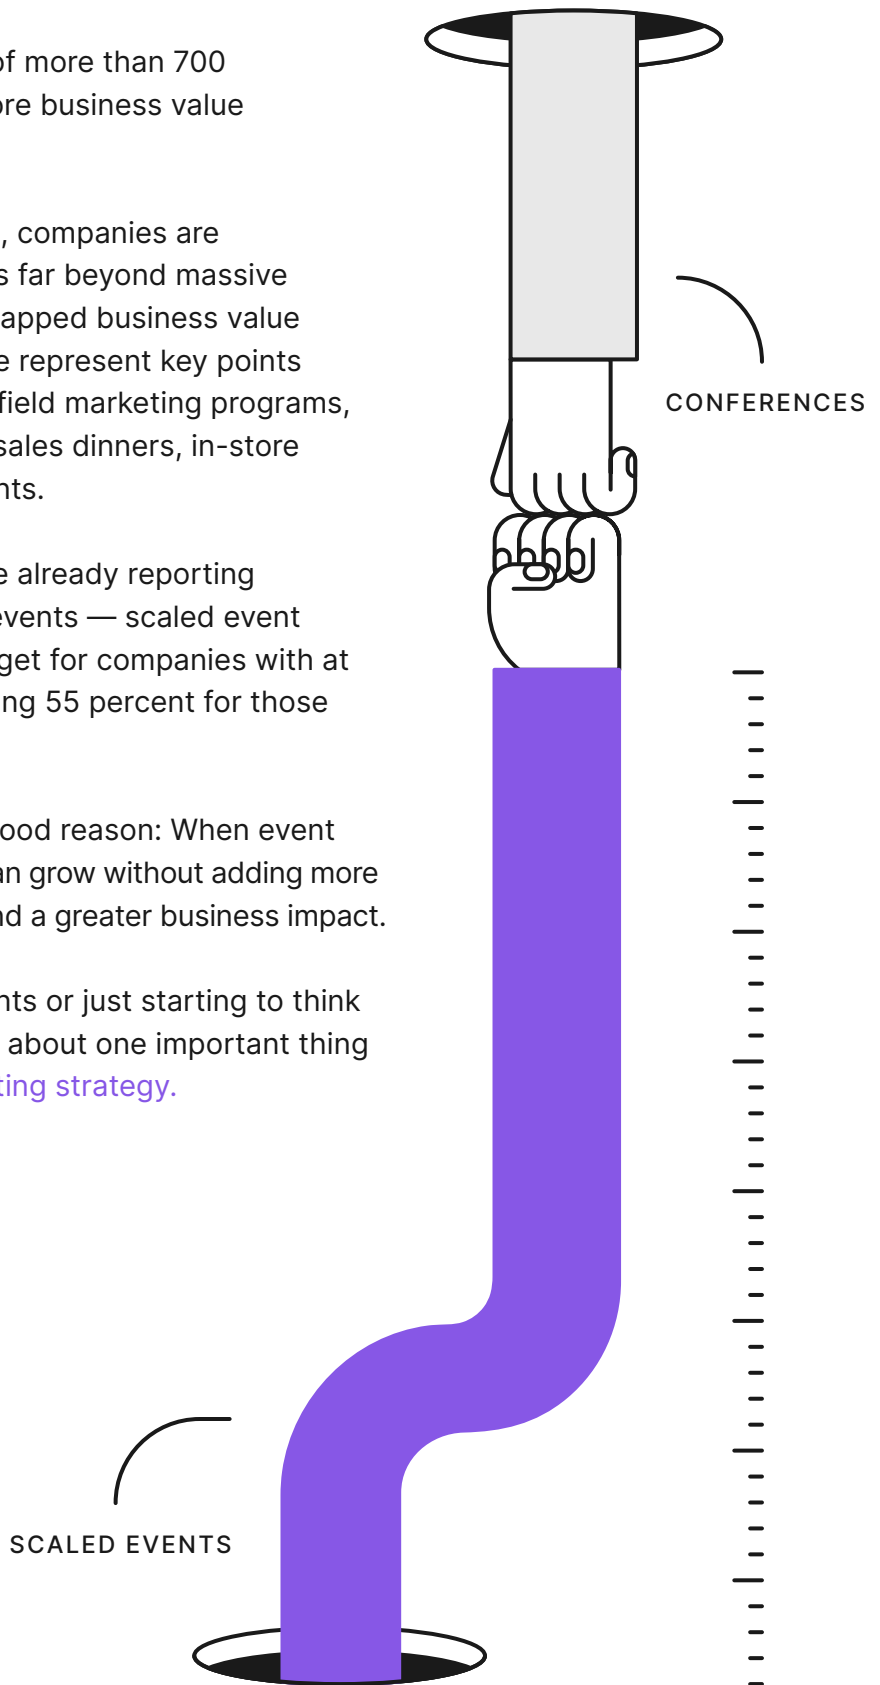 of more than 700
ore business value
, companies are
s far beyond massive
apped business value
e represent key points
field marketing programs,
sales dinners, in-store
nts.
CONFERENCES
e already reporting
events — scaled event
get for companies with at
ng 55 percent for those
ood reason: When event
an grow without adding more
nd a greater business impact.
nts or just starting to think
about one important thing
ting strategy.
SCALED EVENTS